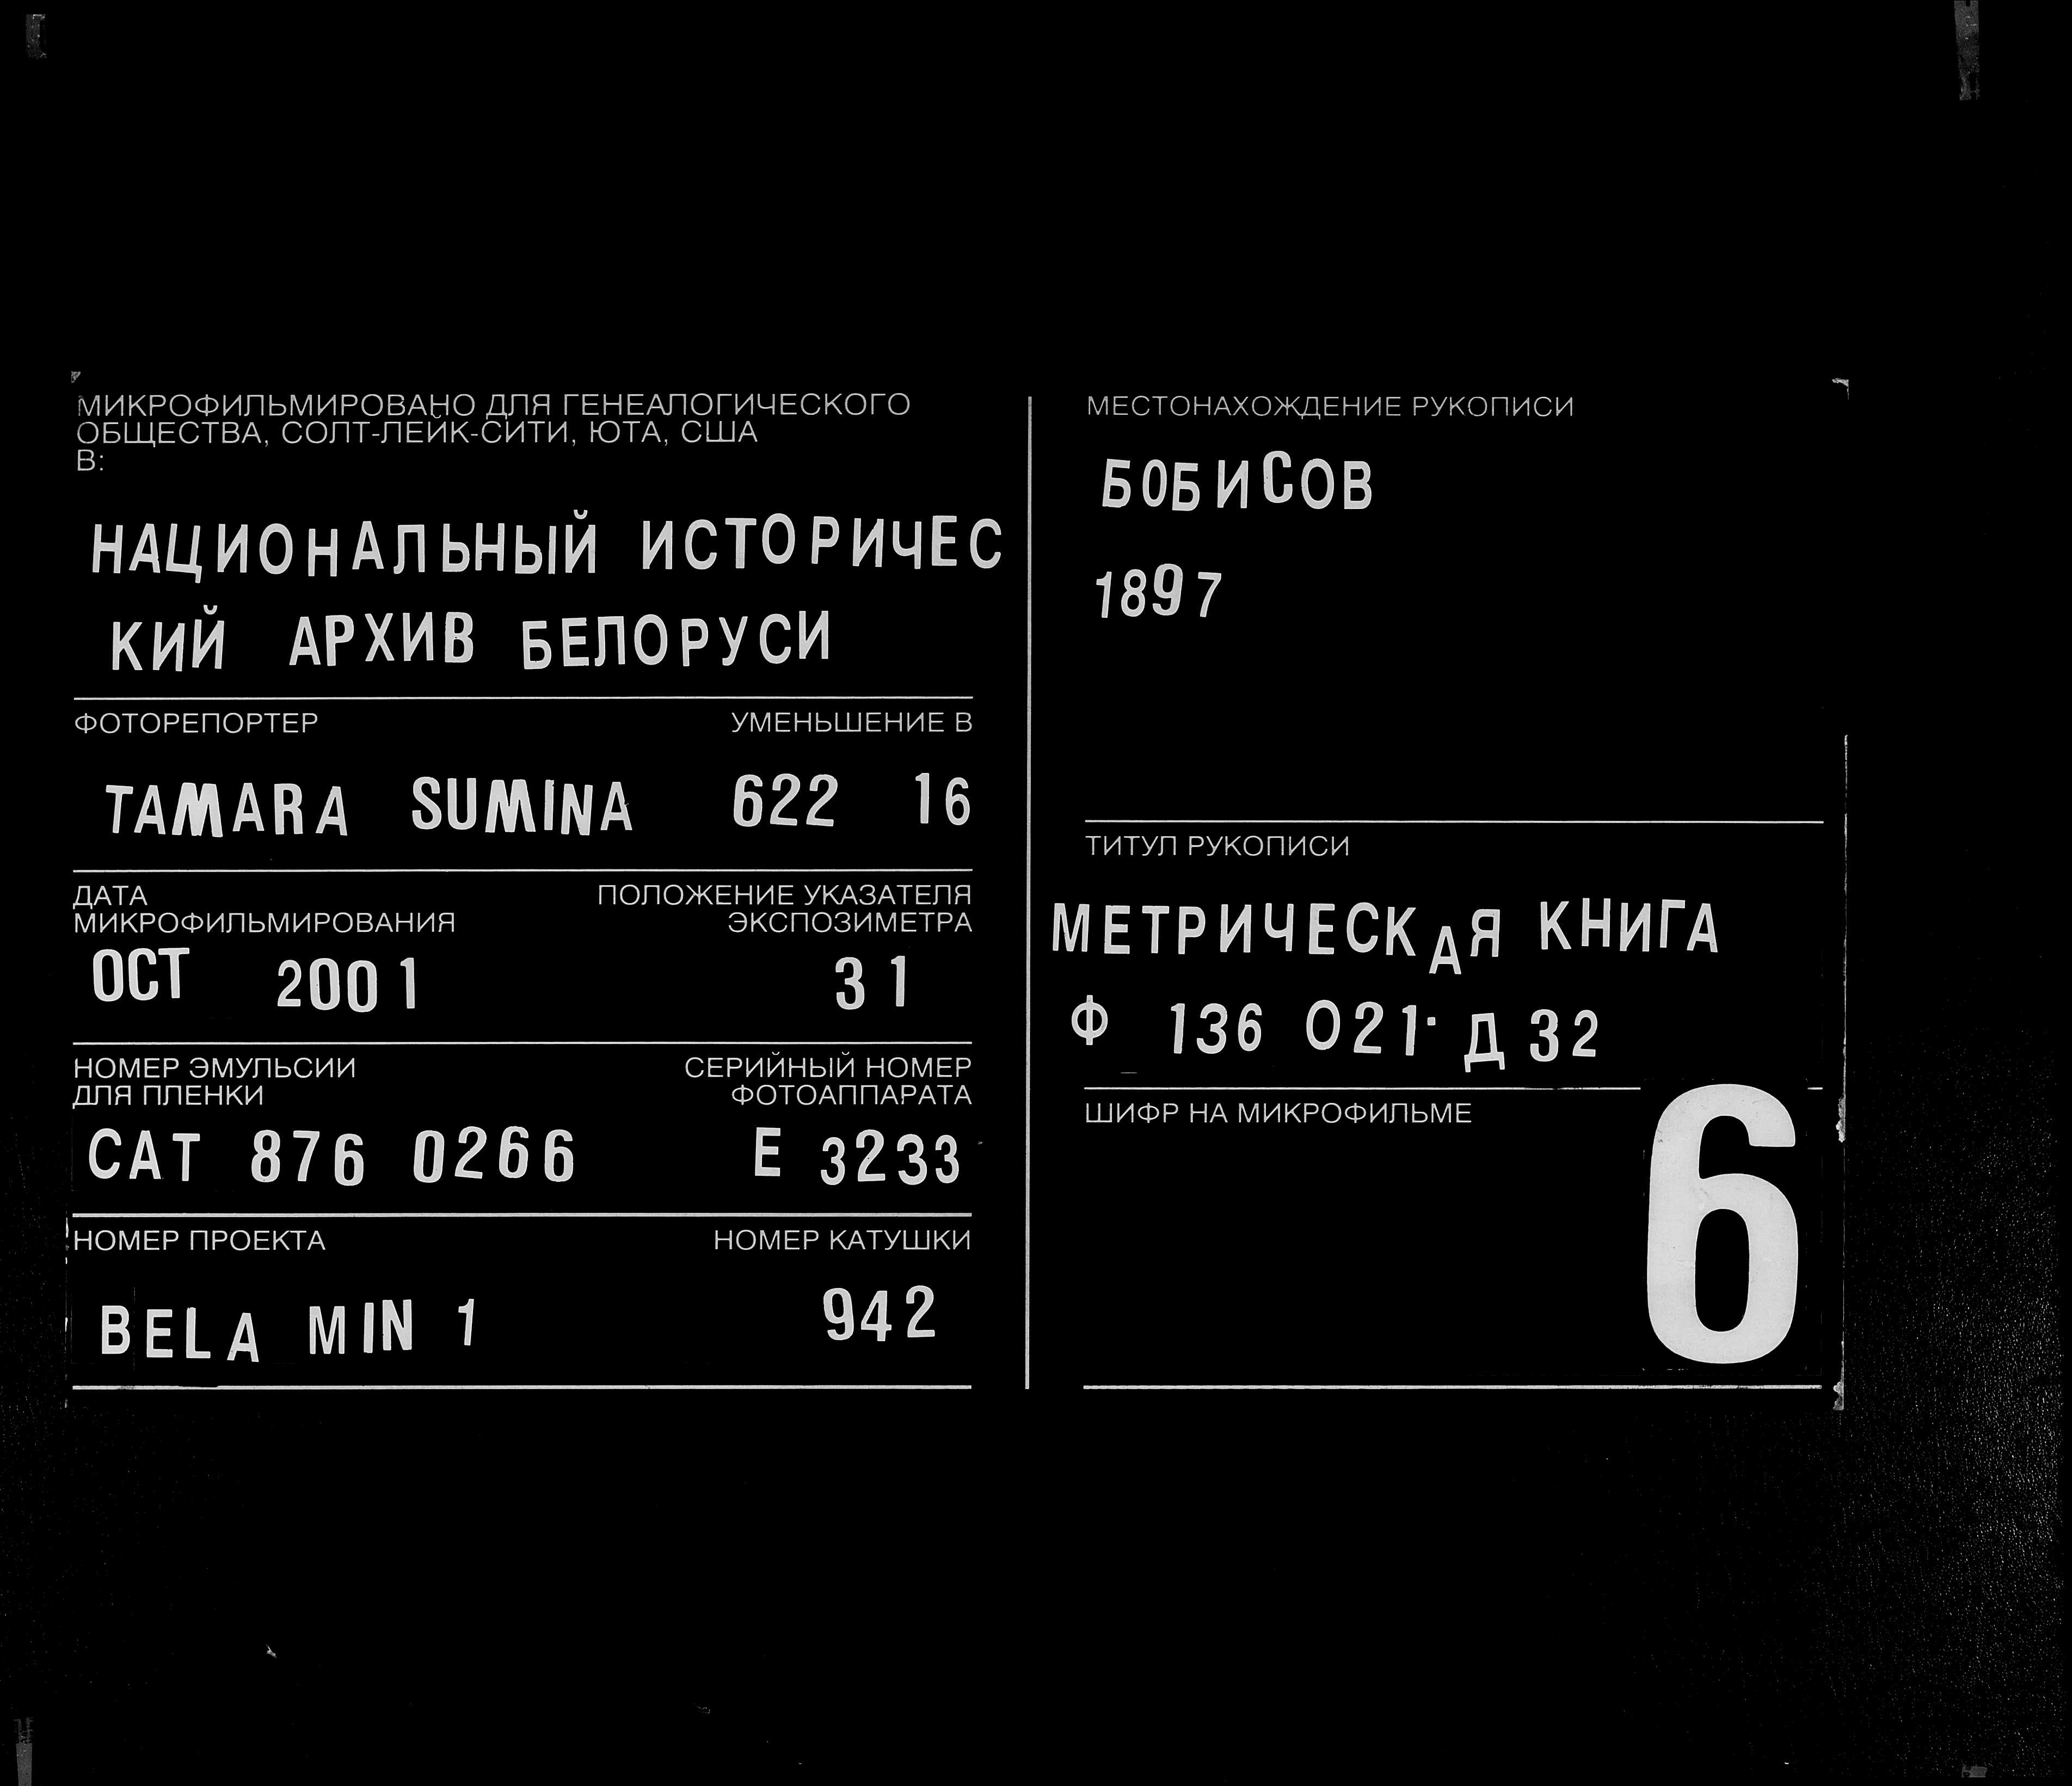 МИКРОФИЛЬМИРОВАНО ДЛЯ ГЕНЕАЛОГИЧЕСКОГО
ОБЩЕСТВА, СОЛТ-ЛЕЙК-СИТИ, ЮТА, США
В:
НАЦИОНАЛЬНЫЙ ИСТОРИЧЕС
КИЙ АРХИВ БЕЛОРУСИ
ФОТОРЕПОРТЕР УМЕНЬШЕНИЕ В
TAMARA SUMINA 622 16
ДАТА
МИКРОФИЛЬМИРОВАНИЯ
ПОЛОЖЕНИЕ УКАЗАТЕЛЯ
ЭКСПОЗИМЕТРА
OCT 2001 31
НОМЕР ЭМУЛЬСИИ
ДЛЯ ПЛЕНКИ
СЕРИЙНЫЙ НОМЕР
ФОТОАППАРАТА
CAT 876 0266 E 3233
НОМЕР ПРОЕКТА НОМЕР КАТУШКИ
BELA MIN 1 942
МЕСТОНАХОЖДЕНИЕ РУКОПИСИ
БОБИСОВ
1897
ТИТУЛ РУКОПИСИ
МЕТРИЧЕСКАЯ КНИГА
Ф 136 О21· Д 32
ШИФР НА МИКРОФИЛЬМЕ
6